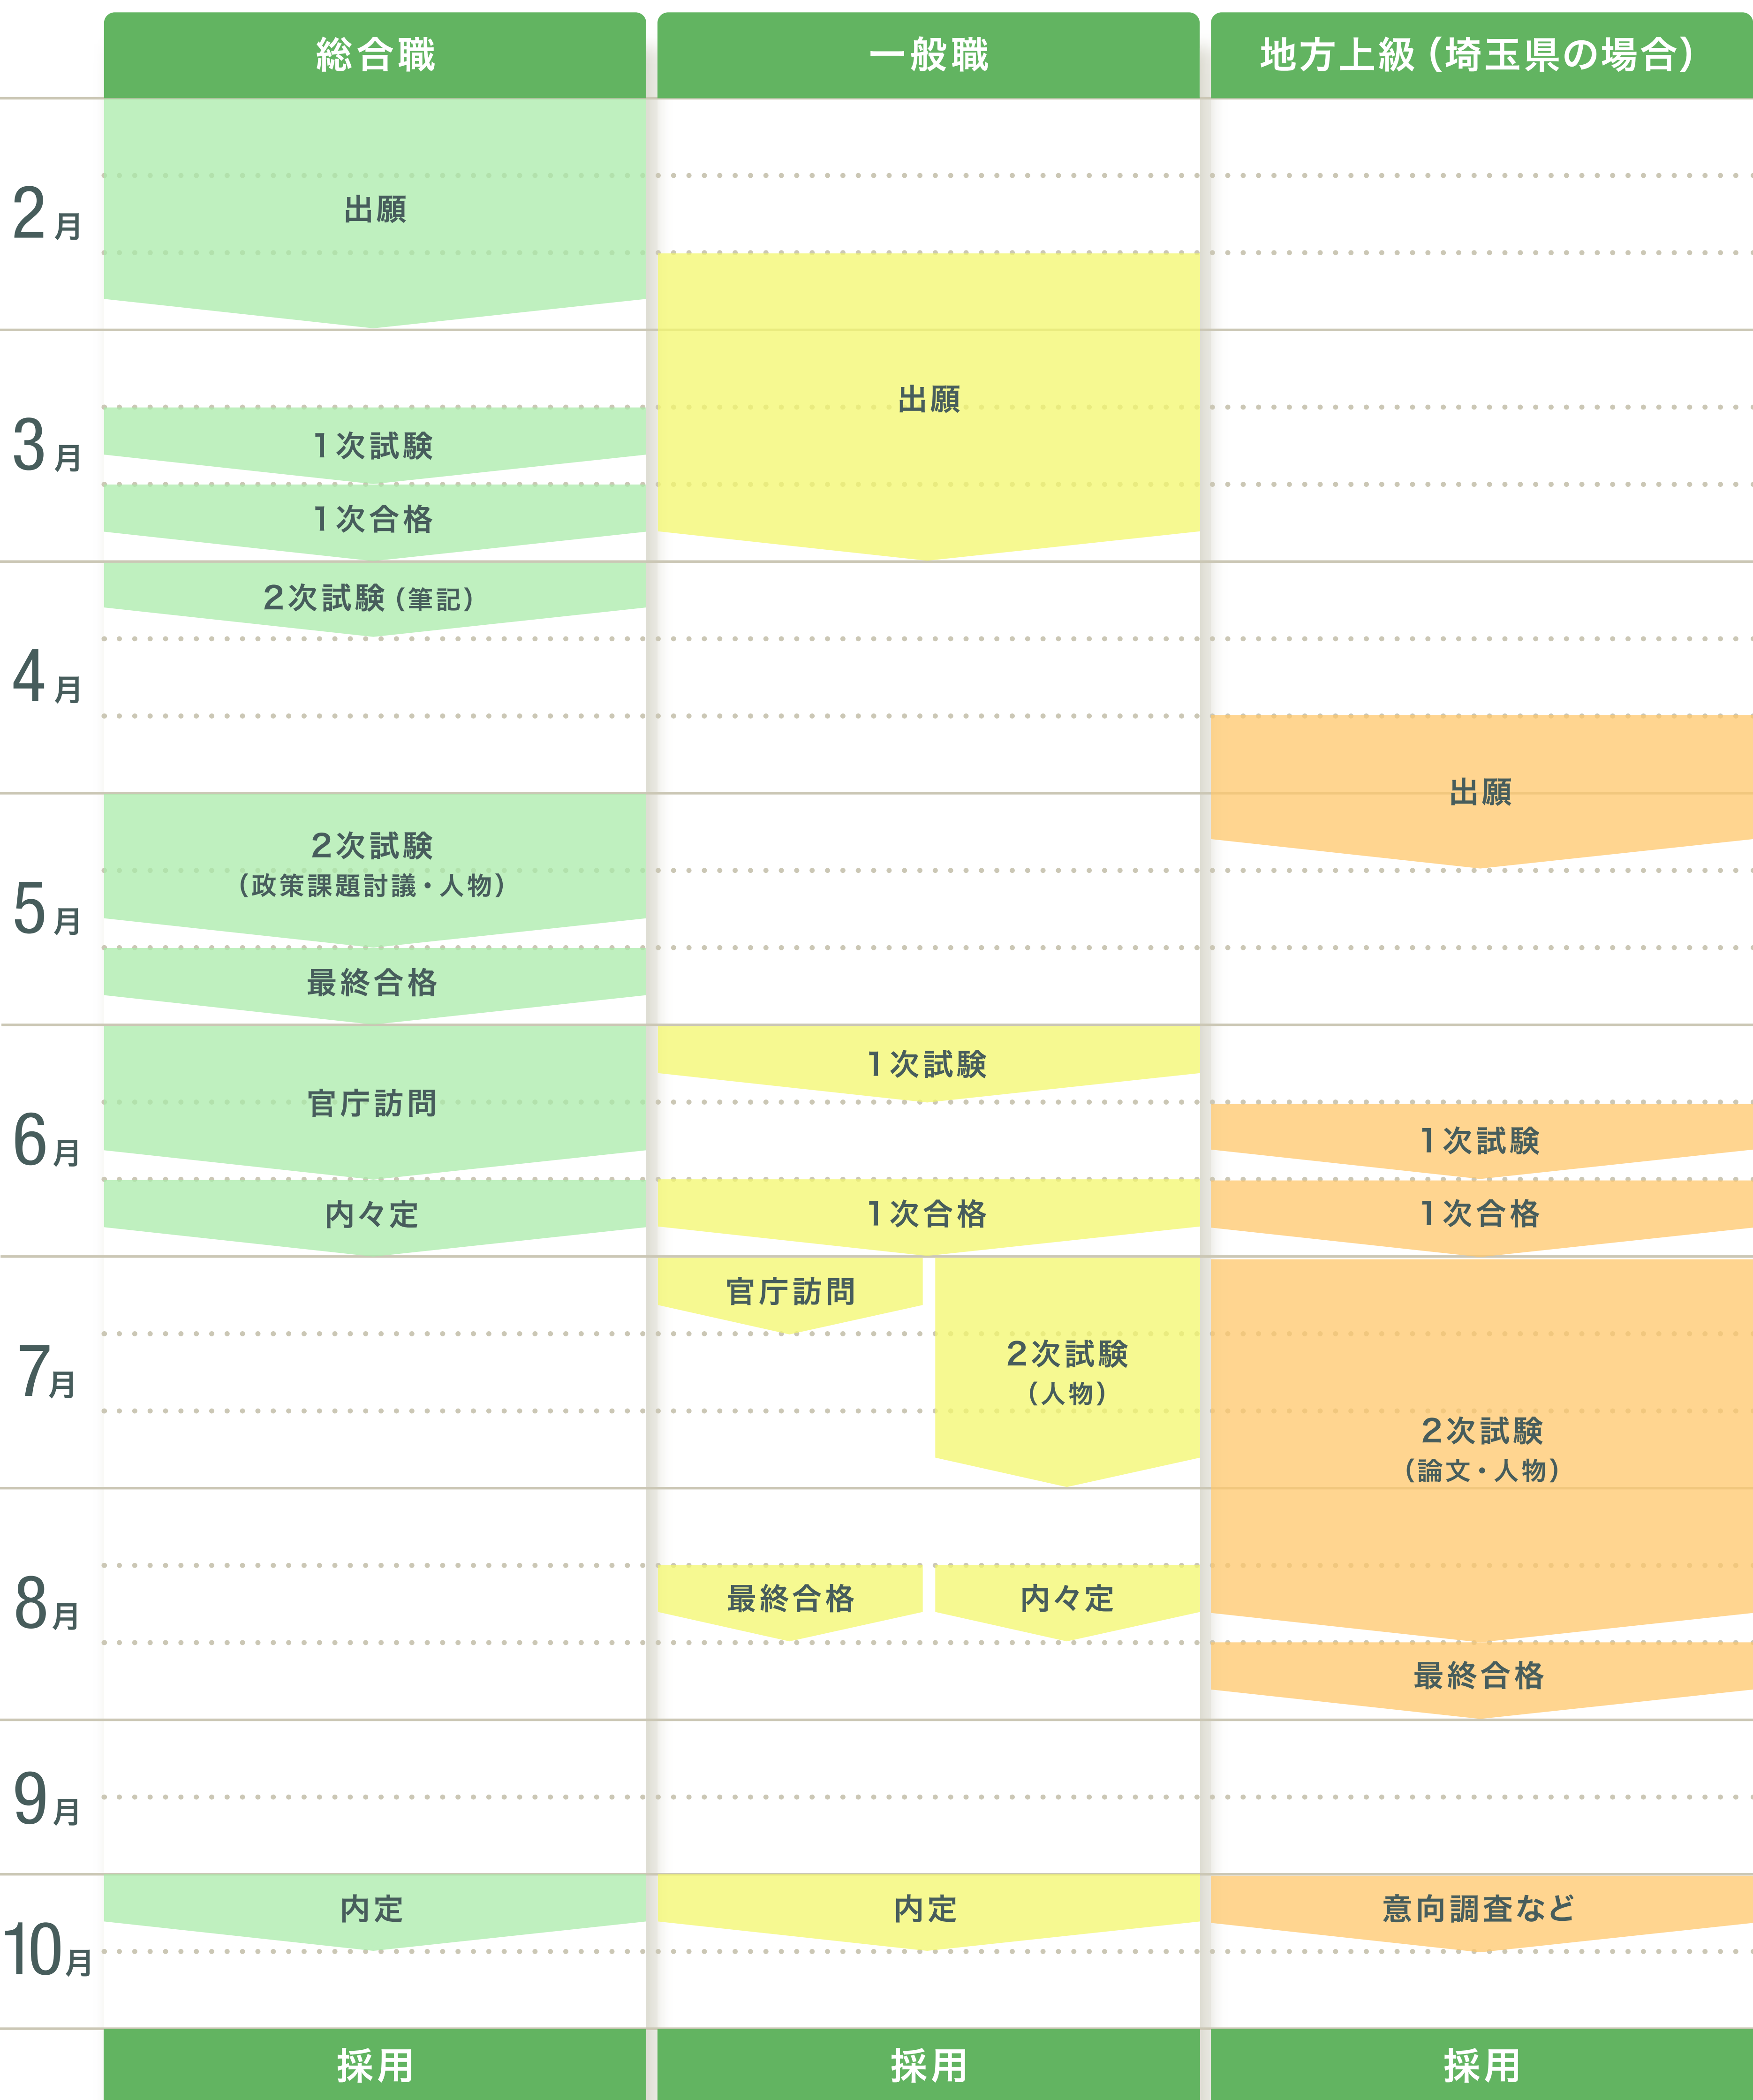 総合職
一般職
地方上級（埼玉県の場合）
2月
出願
出願
3月
1次試験
1次合格
4月
2次試験（筆記）
出願
5月
2次試験
（政策課題討議・人物）
最終合格
6月
官庁訪問
1次試験
1次試験
内々定
1次合格
1次合格
7月
官庁訪問
2次試験
（人物）
2次試験
（論文・人物）
8月
最終合格
内々定
最終合格
9月
10月
内定
内定
意向調査など
採用
採用
採用